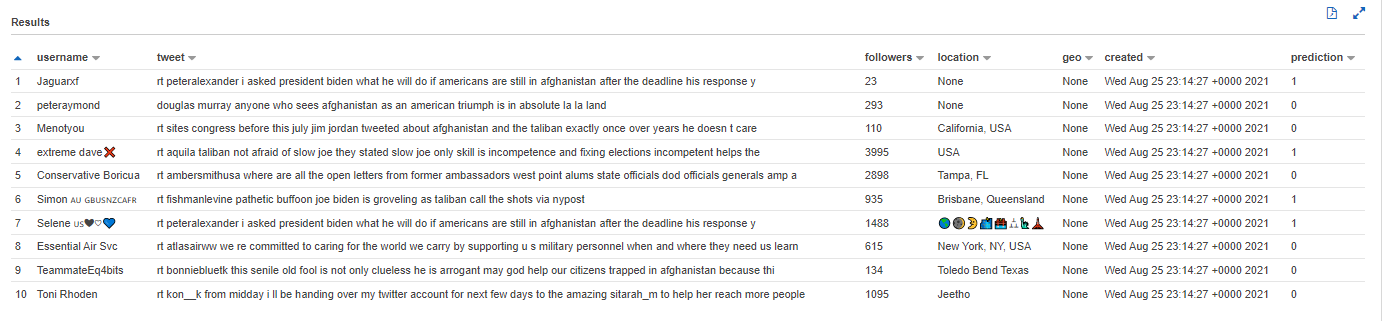 Results
username tweet followers location geo created prediction
1 Jaguarxf rt peteralexander i asked president biden what he will do if americans are still in afghanistan after the deadline his response y 23 None None Wed Aug 25 23:14:27 +0000 2021 1
2 peteraymond douglas murray anyone who sees afghanistan as an american triumph is in absolute la la land 293 None None Wed Aug 25 23:14:27 +0000 2021 0
3 Menotyou rt sites congress before this july jim jordan tweeted about afghanistan and the taliban exactly once over years he doesn t care 110 California, USA None Wed Aug 25 23:14:27 +0000 2021 0
4 extreme dave❌ rt aquila taliban not afraid of slow joe they stated slow joe only skill is incompetence and fixing elections incompetent helps the 3995 USA None Wed Aug 25 23:14:27 +0000 2021 1
5 Conservative Boricua rt ambersmithusa where are all the open letters from former ambassadors west point alums state officials dod officials generals amp a 2898 Tampa, FL None Wed Aug 25 23:14:27 +0000 2021 0
6 Simon AU GBUSNZCAFR rt fishmanlevine pathetic buffoon joe biden is groveling as taliban call the shots via nypost 935 Brisbane, Queensland None Wed Aug 25 23:14:27 +0000 2021 1
7 Selene US🖤🤍💙 rt peteralexander i asked president biden what he will do if americans are still in afghanistan after the deadline his response y 1488 None Wed Aug 25 23:14:27 +0000 2021 1
8 Essential Air Svc rt atlasairww we re committed to caring for the world we carry by supporting u s military personnel when and where they need us learn 615 New York, NY, USA None Wed Aug 25 23:14:27 +0000 2021 0
9 TeammateEq4bits rt bonniebluetk this senile old fool is not only clueless he is arrogant may god help our citizens trapped in afghanistan because thi 134 Toledo Bend Texas None Wed Aug 25 23:14:27 +0000 2021 0
10 Toni Rhoden rt kon__k from midday i ll be handing over my twitter account for next few days to the amazing sitarah_m to help her reach more people 1095 Jeetho None Wed Aug 25 23:14:27 +0000 2021 0